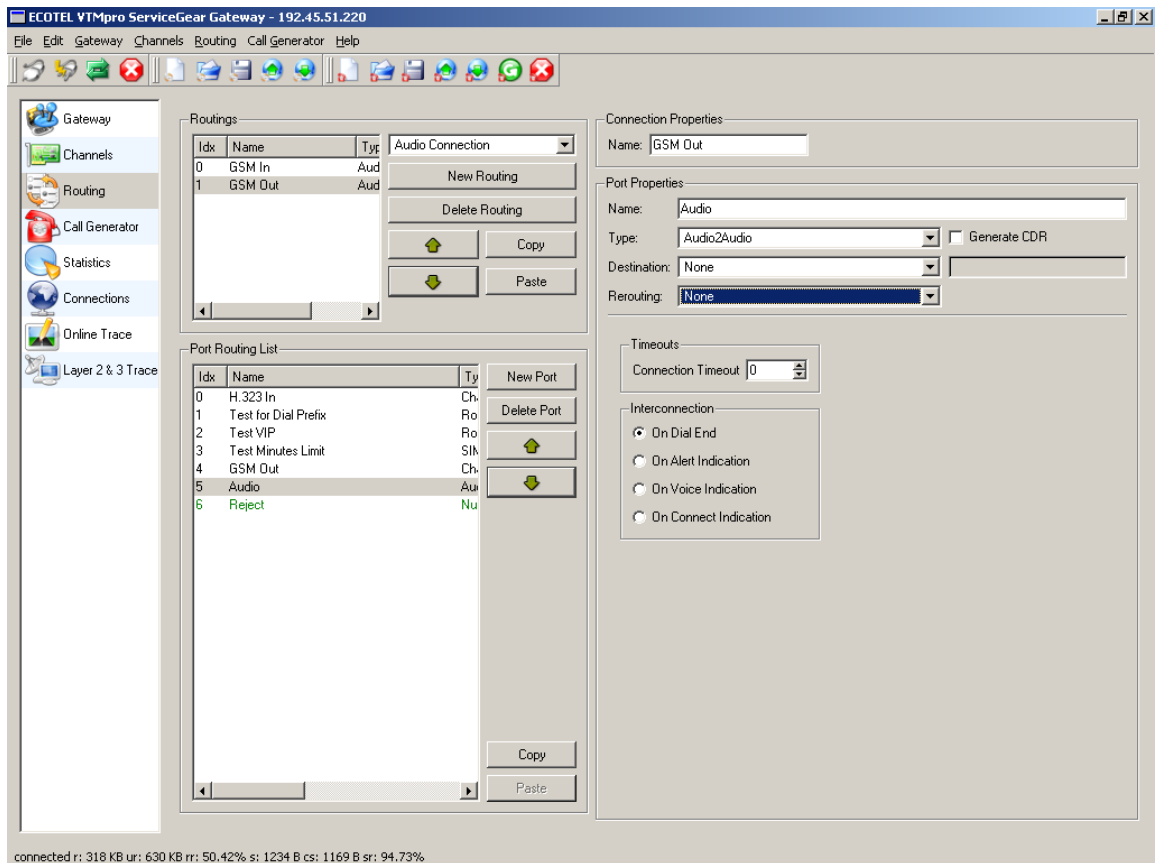 ECOTEL VTMpro ServiceGear Gateway - 192.45.51.220
File Edit Gateway Channels Routing Call Generator Help
Gateway
Channels
Routing
Call Generator
Statistics
Connections
Online Trace
Layer 2 & 3 Trace
Routings
Idx Name Typ
0 GSM In Aud
1 GSM Out Aud
Audio Connection
New Routing
Delete Routing
Copy
Paste
Port Routing List
Idx Name Ty
0 H.323 In Ch
1 Test for Dial Prefix Ro
2 Test VIP Ro
3 Test Minutes Limit SIM
4 GSM Out Ch
5 Audio Au
6 Reject Nu
New Port
Delete Port
Copy
Paste
Connection Properties
Name: GSM Out
Port Properties
Name: Audio
Type: Audio2Audio Generate CDR
Destination: None
Rerouting: None
Timeouts
Connection Timeout 0
Interconnection
On Dial End
On Alert Indication
On Voice Indication
On Connect Indication
connected r: 318 KB ur: 630 KB rr: 50.42% s: 1234 B cs: 1169 B sr: 94.73%